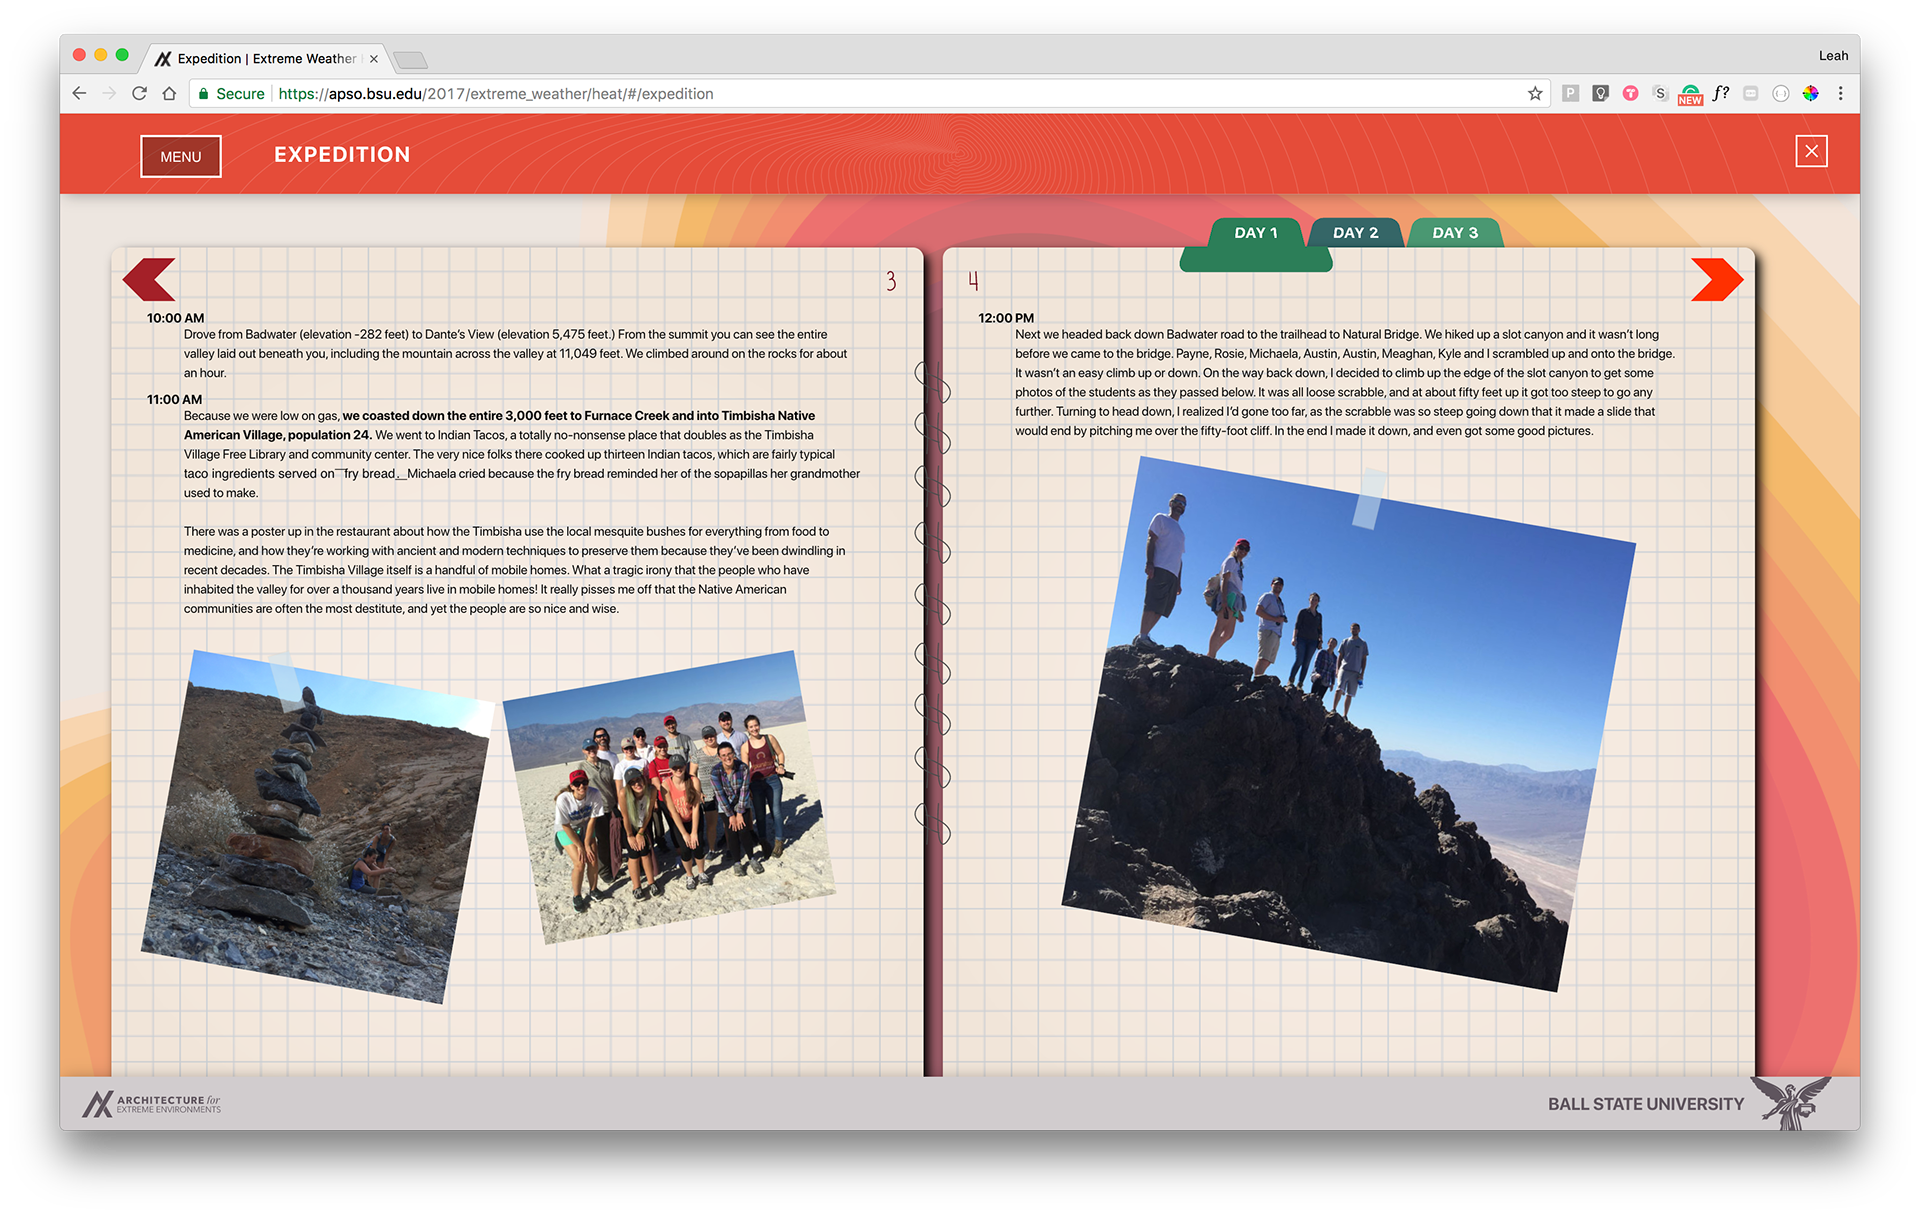 Expedition | Extreme Weather
Leah
Secure https://apso.bsu.edu/2017/extreme_weather/heat/#/expedition
P T S NEW f?
MENU
EXPEDITION
DAY 1 DAY 2 DAY 3
3
10:00 AM
Drove from Badwater (elevation -282 feet) to Dante's View (elevation 5,475 feet.) From the summit you can see the entire
valley laid out beneath you, including the mountain across the valley at 11,049 feet. We climbed around on the rocks for about
an hour.
11:00 AM
Because we were low on gas, we coasted down the entire 3,000 feet to Furnace Creek and into Timbisha Native
American Village, population 24. We went to Indian Tacos, a totally no-nonsense place that doubles as the Timbisha
Village Free Library and community center. The very nice folks there cooked up thirteen Indian tacos, which are fairly typical
taco ingredients served on fry bread. Michaela cried because the fry bread reminded her of the sopapillas her grandmother
used to make.
There was a poster up in the restaurant about how the Timbisha use the local mesquite bushes for everything from food to
medicine, and how they're working with ancient and modern techniques to preserve them because they've been dwindling in
recent decades. The Timbisha Village itself is a handful of mobile homes. What a tragic irony that the people who have
inhabited the valley for over a thousand years live in mobile homes! It really pisses me off that the Native American
communities are often the most destitute, and yet the people are so nice and wise.
4
12:00 PM
Next we headed back down Badwater road to the trailhead to Natural Bridge. We hiked up a slot canyon and it wasn't long
before we came to the bridge. Payne, Rosie, Michaela, Austin, Austin, Meaghan, Kyle and I scrambled up and onto the bridge.
It wasn't an easy climb up or down. On the way back down, I decided to climb up the edge of the slot canyon to get some
photos of the students as they passed below. It was all loose scrabble, and at about fifty feet up it got too steep to go any
further. Turning to head down, I realized I'd gone too far, as the scrabble was so steep going down that it made a slide that
would end by pitching me over the fifty-foot cliff. In the end I made it down, and even got some good pictures.
ARCHITECTURE for
EXTREME ENVIRONMENTS
BALL STATE UNIVERSITY